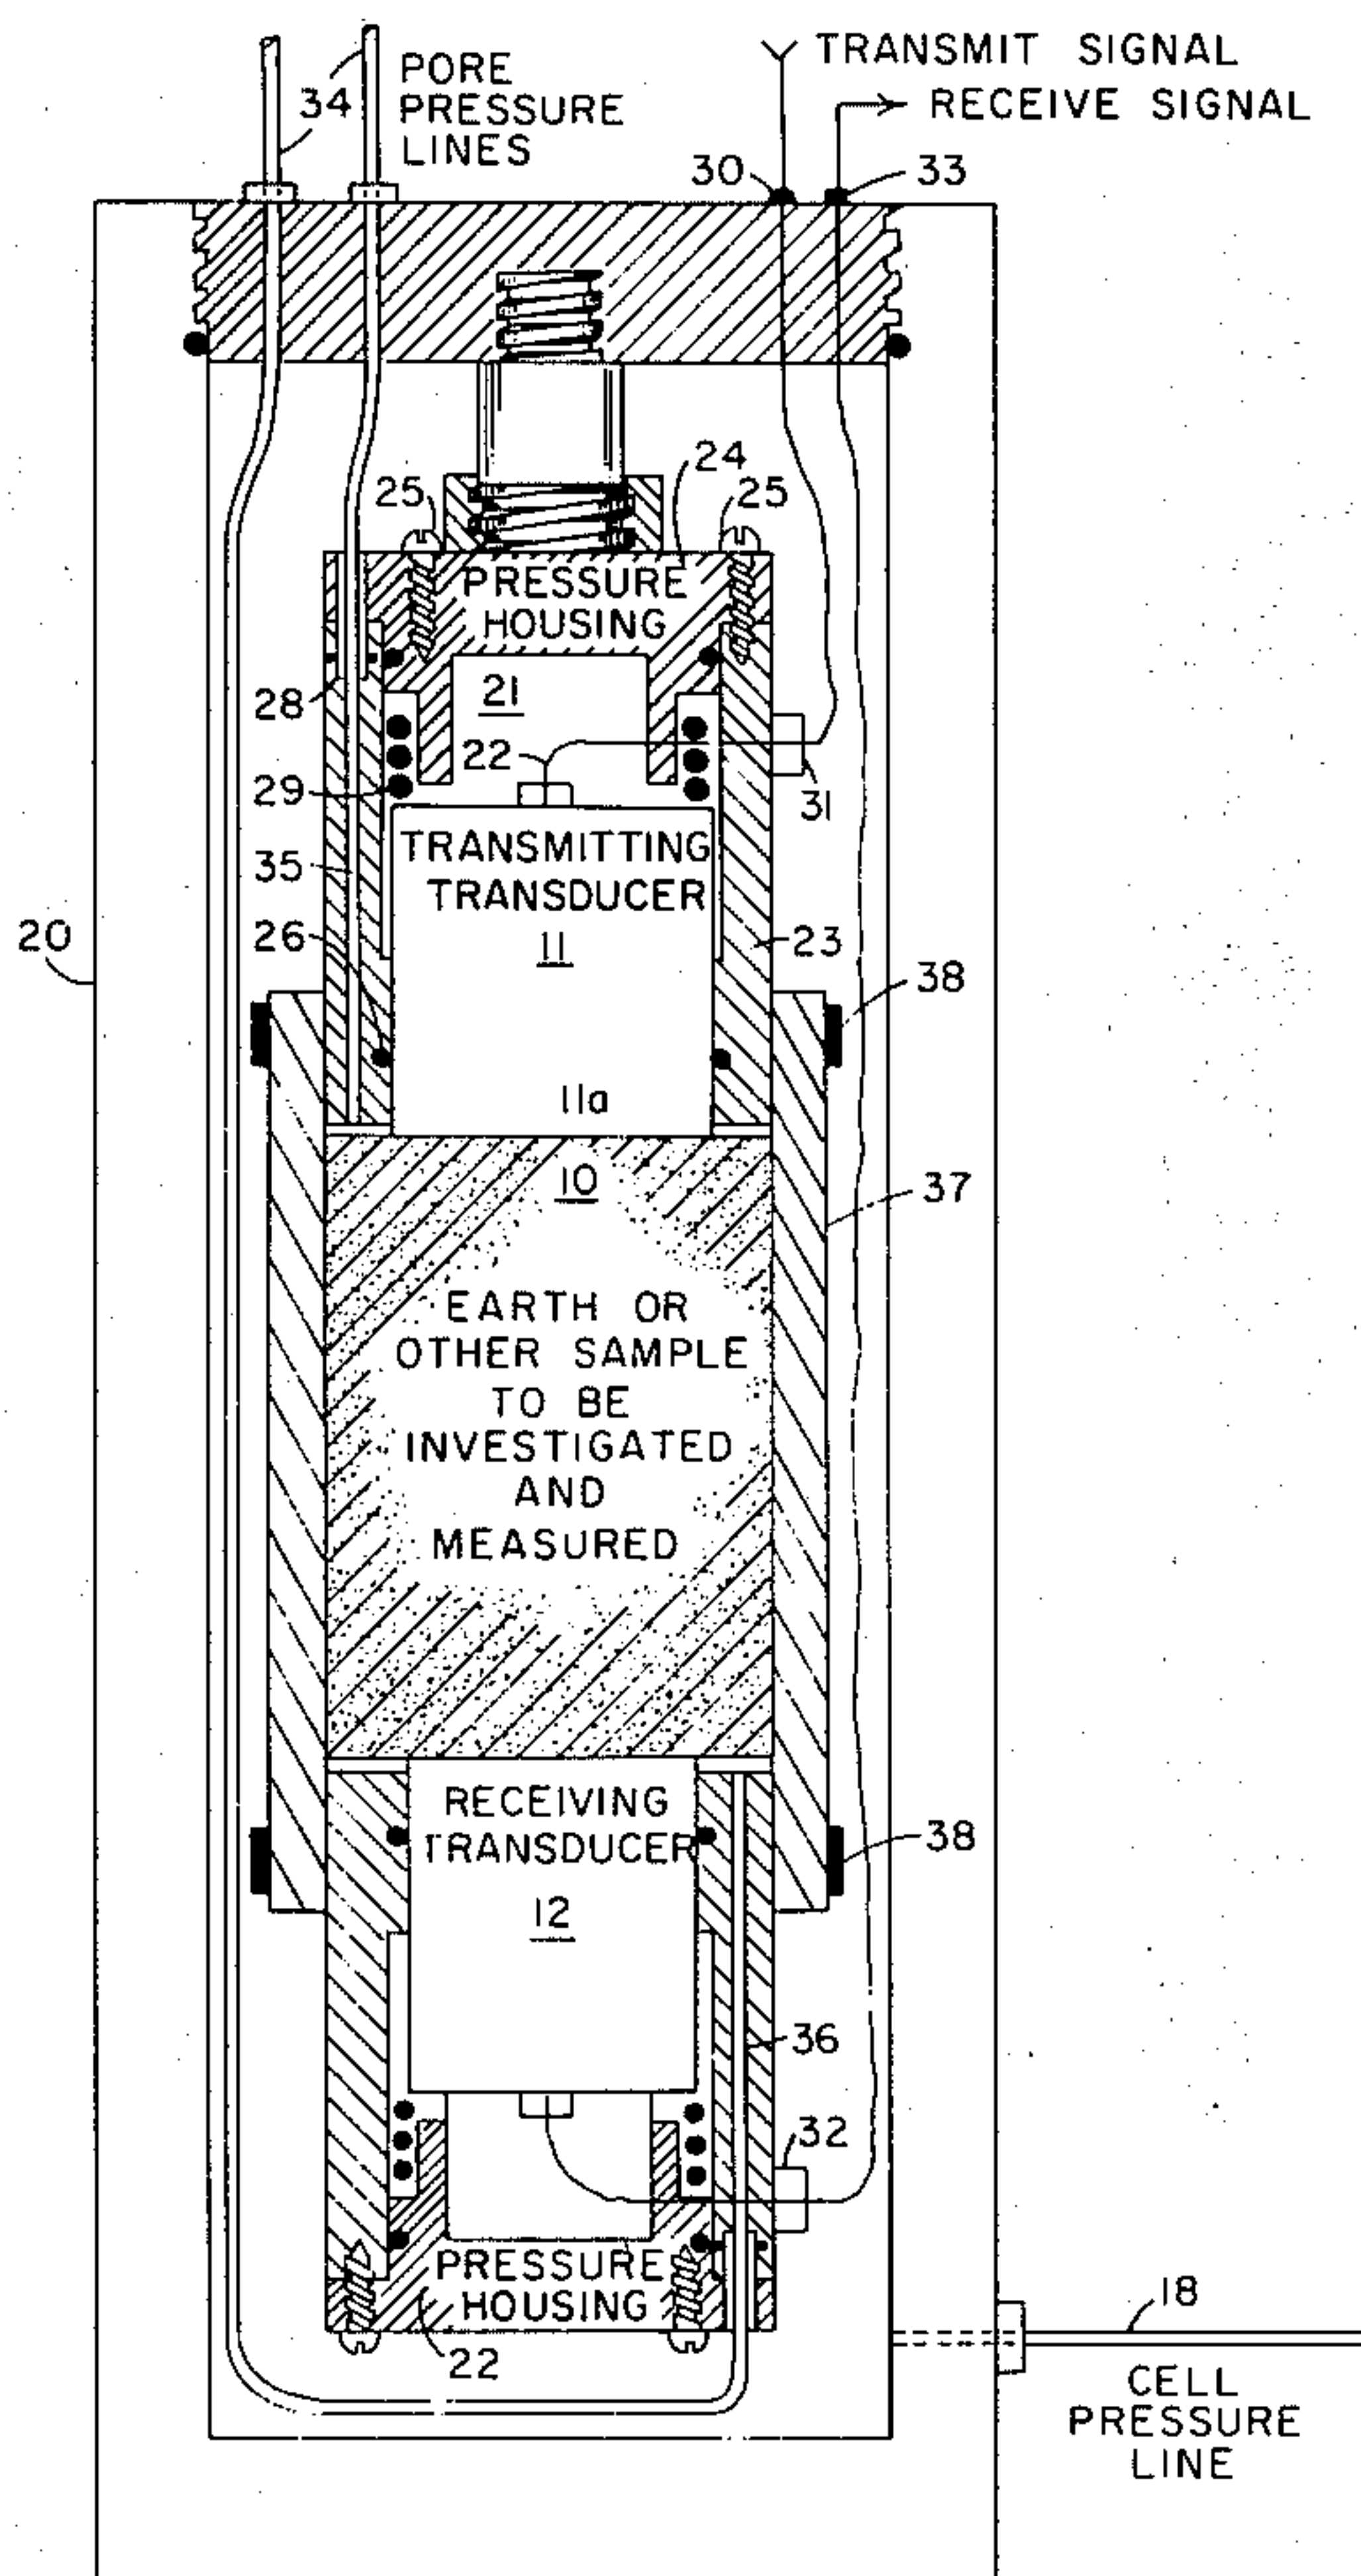 TRANSMIT SIGNAL
RECEIVE SIGNAL
34
PORE
PRESSURE
LINES
30
33
24
25
25
PRESSURE
HOUSING
28
21
22
29
31
TRANSMITTING
TRANSDUCER
35
11
26
23
20
38
11a
10
37
EARTH OR
OTHER SAMPLE
TO BE
INVESTIGATED
AND
MEASURED
RECEIVING
TRANSDUCER
38
12
36
32
PRESSURE
HOUSING
22
18
CELL
PRESSURE
LINE